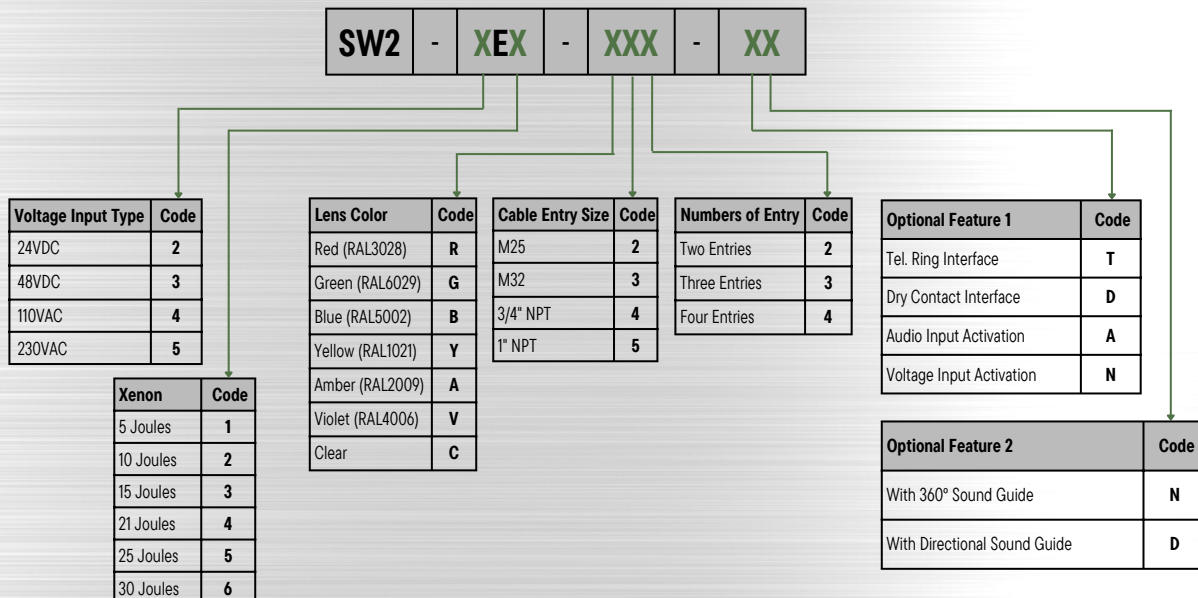 SW2 - XEX - XXX - XX
Voltage Input Type Code
24VDC 2
48VDC 3
110VAC 4
230VAC 5
Xenon Code
5 Joules 1
10 Joules 2
15 Joules 3
21 Joules 4
25 Joules 5
30 Joules 6
Lens Color Code
Red (RAL3028) R
Green (RAL6029) G
Blue (RAL5002) B
Yellow (RAL1021) Y
Amber (RAL2009) A
Violet (RAL4006) V
Clear C
Cable Entry Size Code
M25 2
M32 3
3/4" NPT 4
1" NPT 5
Numbers of Entry Code
Two Entries 2
Three Entries 3
Four Entries 4
Optional Feature 1 Code
Tel. Ring Interface T
Dry Contact Interface D
Audio Input Activation A
Voltage Input Activation N
Optional Feature 2 Code
With 360° Sound Guide N
With Directional Sound Guide D